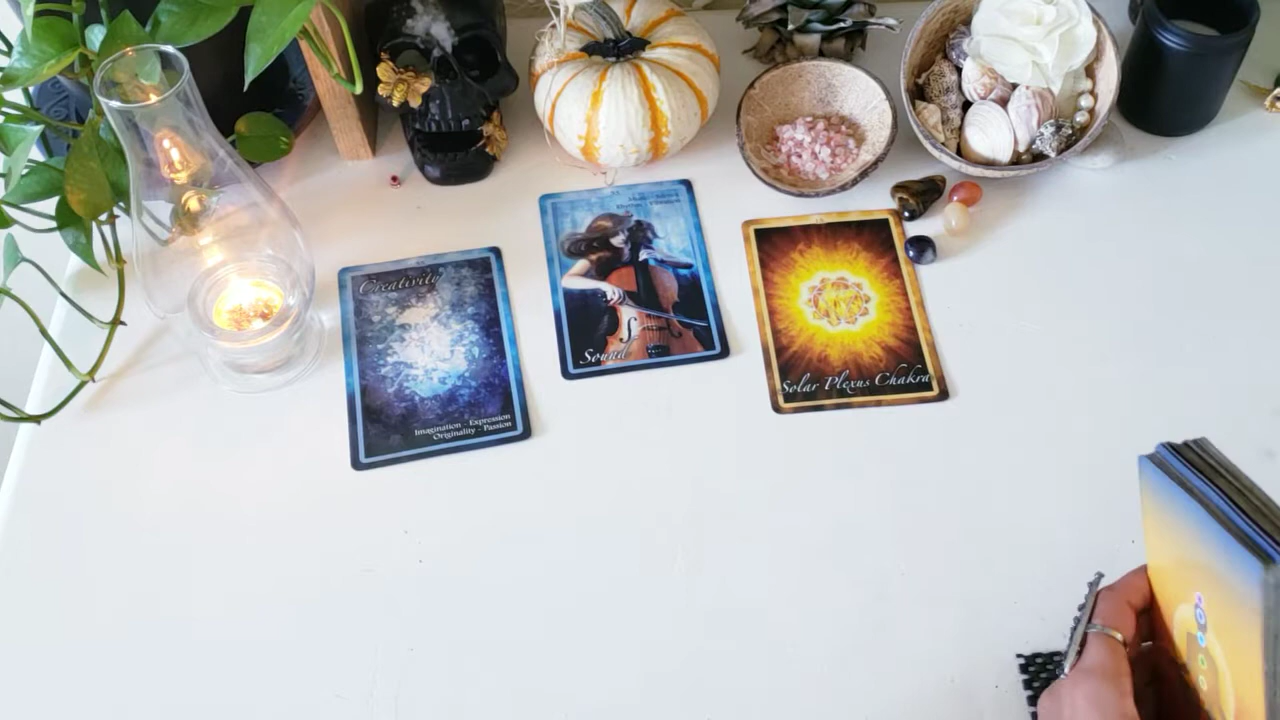 Creativity
Imagination - Expression
Originality - Passion
Sound
Solar Plexus Chakra